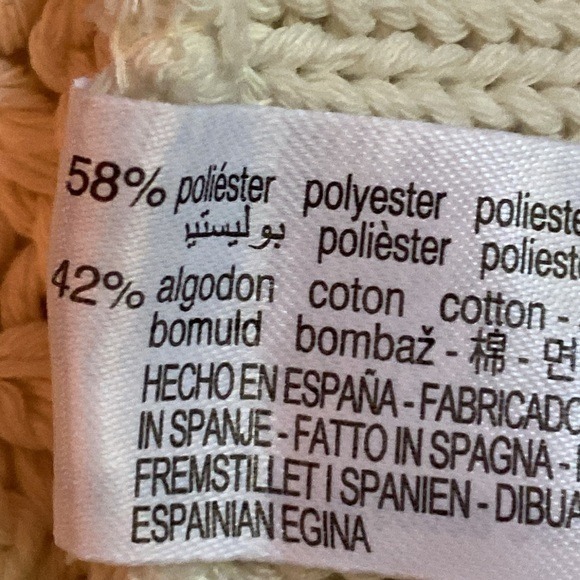 58% poliéster polyester polieste
بوليستير polièster poliest
42% algodon coton cotton -
bomuld bombaž - 棉 - 면
HECHO EN ESPAÑA - FABRICADO
IN SPANJE - FATTO IN SPAGNA -
FREMSTILLET I SPANIEN - DIBUA
ESPAINIAN EGINA